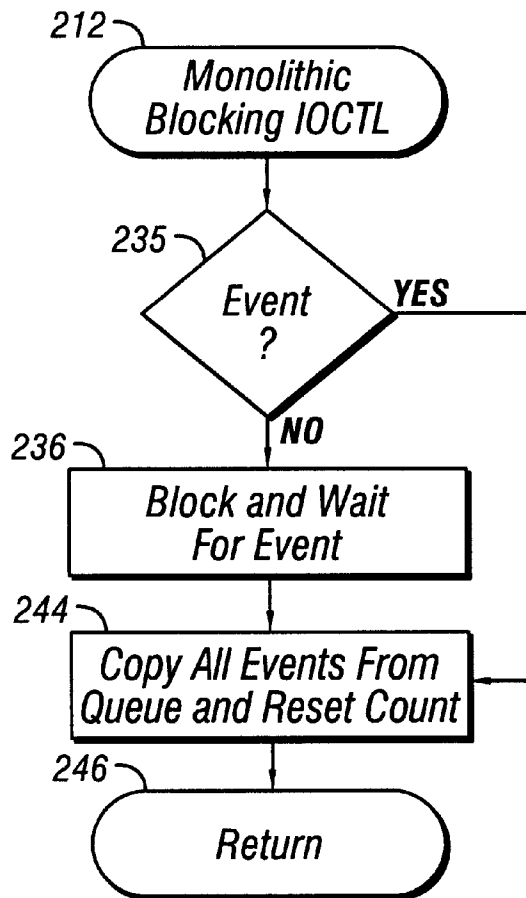 212
Monolithic
Blocking IOCTL
235
Event
?
YES
NO
236
Block and Wait
For Event
244
Copy All Events From
Queue and Reset Count
246
Return